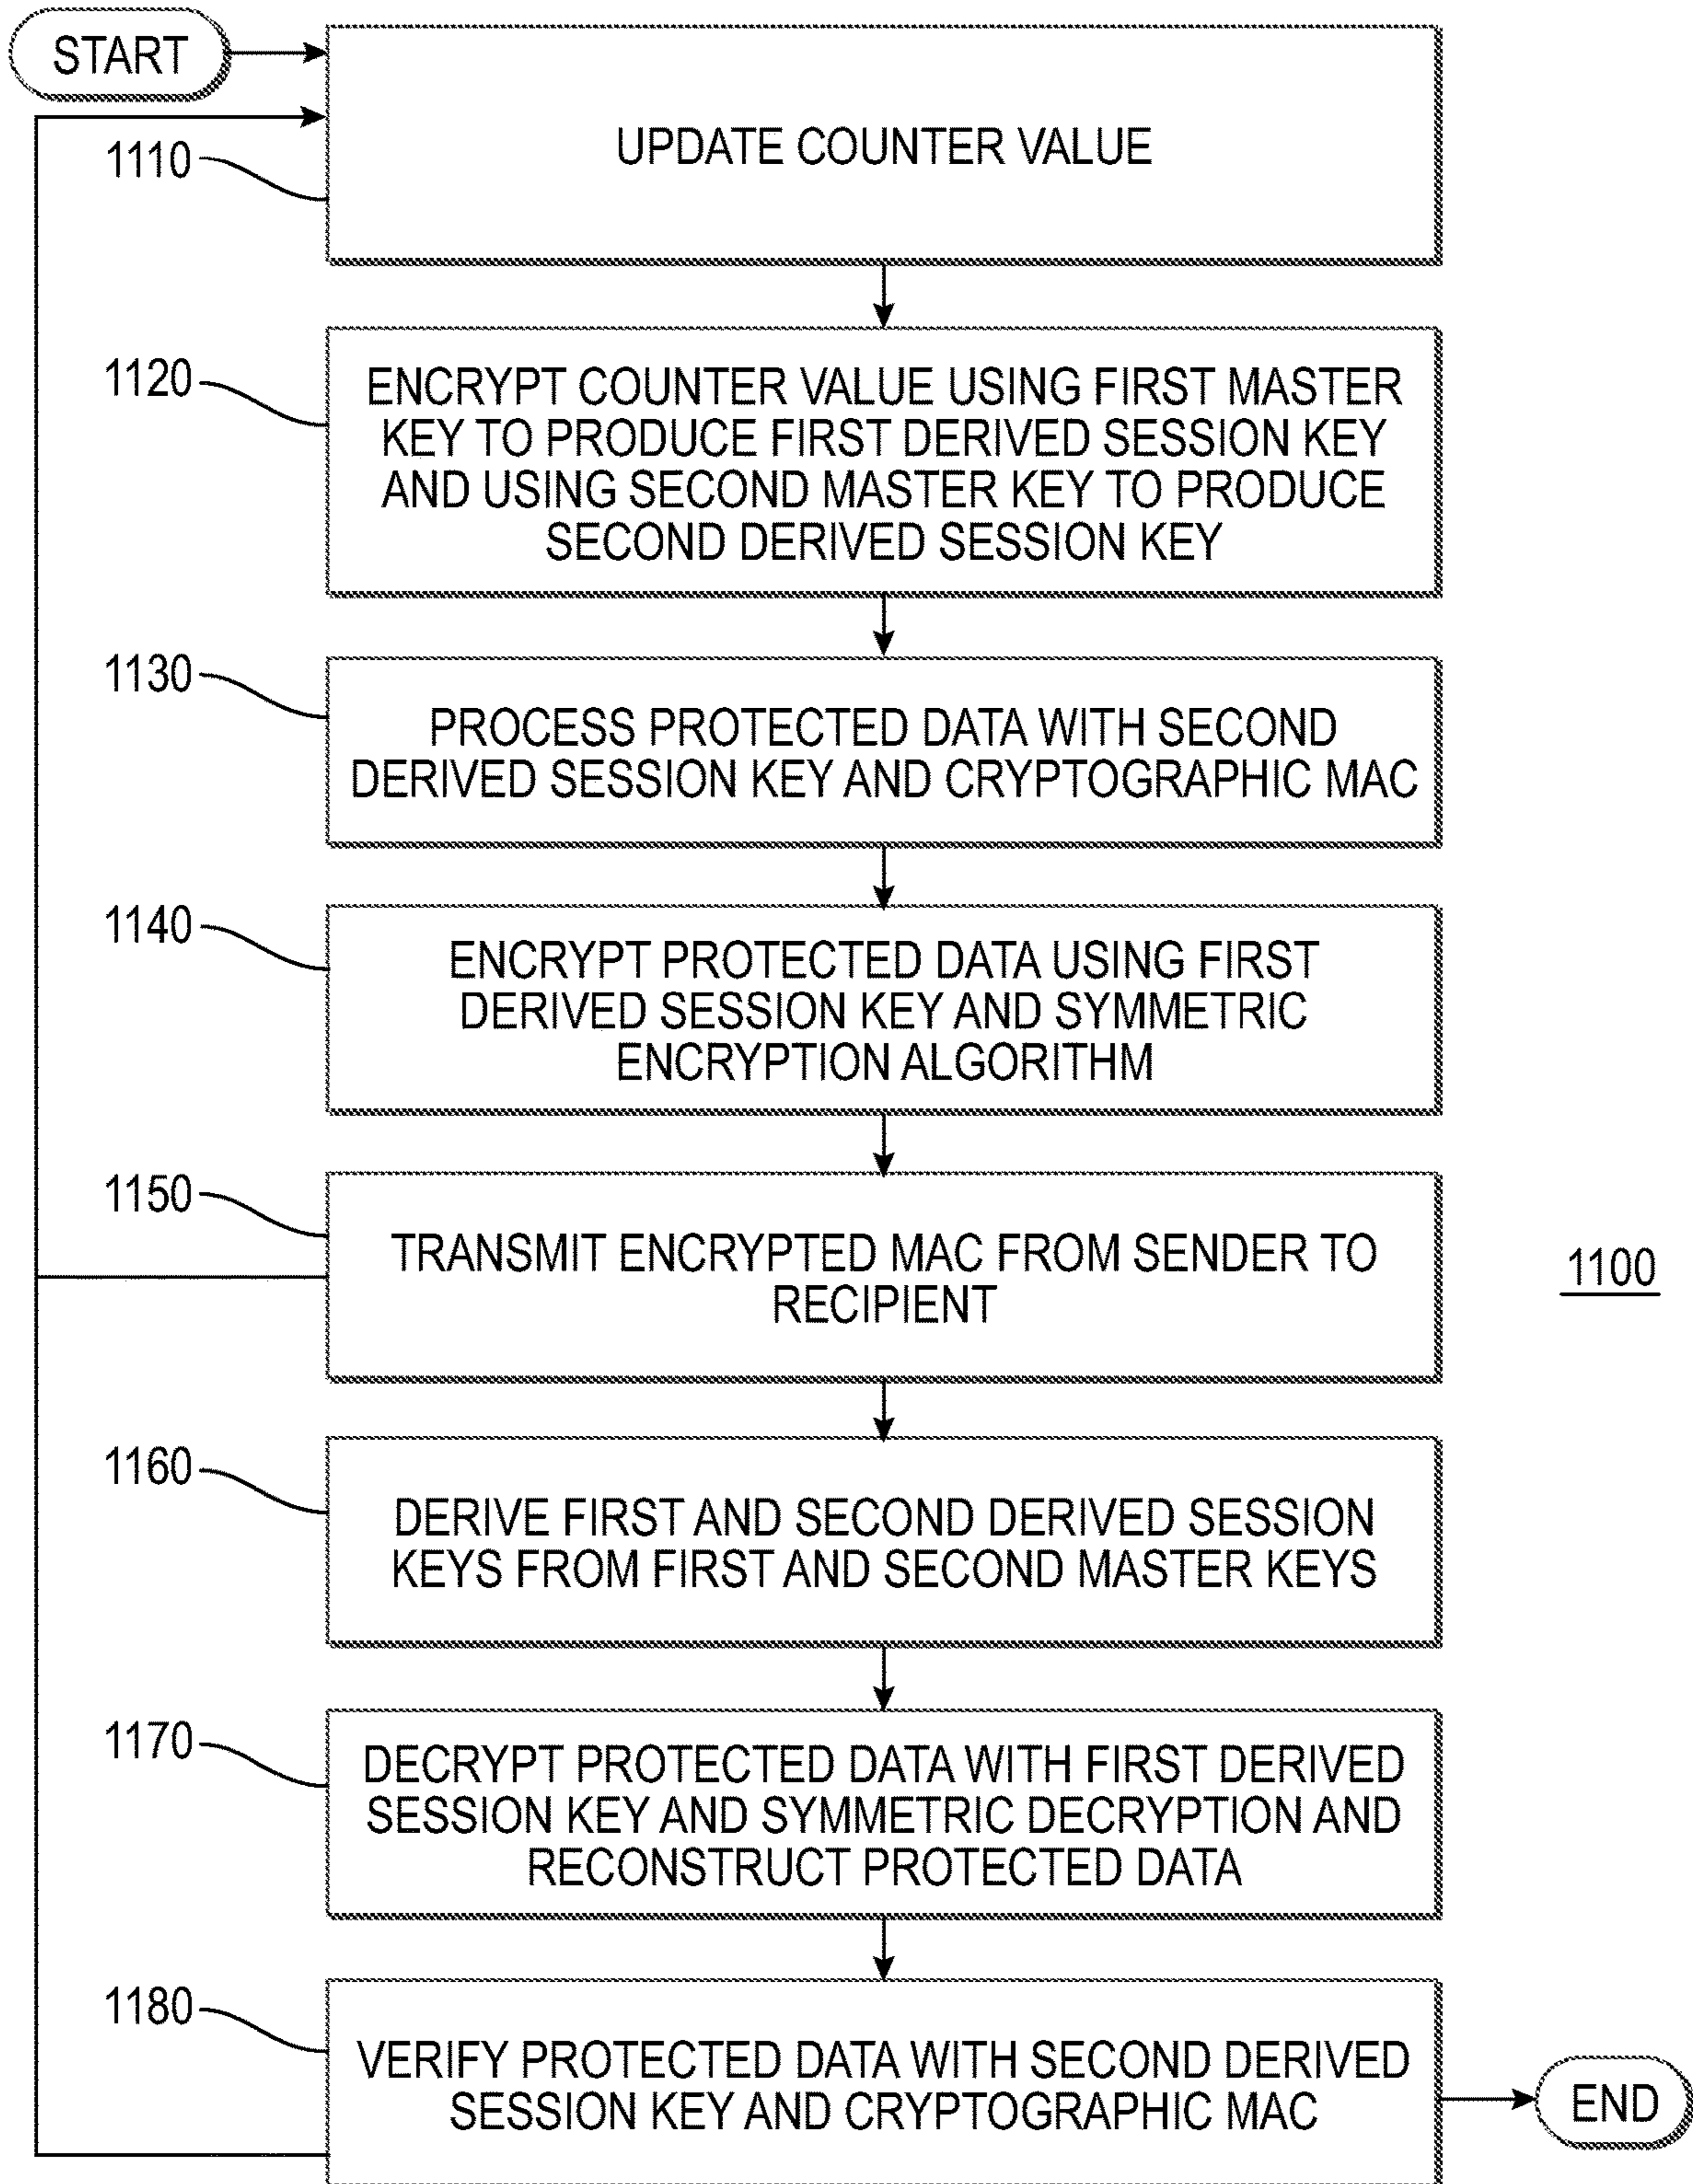 START
UPDATE COUNTER VALUE
1110
1120
ENCRYPT COUNTER VALUE USING FIRST MASTER
KEY TO PRODUCE FIRST DERIVED SESSION KEY
AND USING SECOND MASTER KEY TO PRODUCE
SECOND DERIVED SESSION KEY
1130
PROCESS PROTECTED DATA WITH SECOND
DERIVED SESSION KEY AND CRYPTOGRAPHIC MAC
1140
ENCRYPT PROTECTED DATA USING FIRST
DERIVED SESSION KEY AND SYMMETRIC
ENCRYPTION ALGORITHM
1150
TRANSMIT ENCRYPTED MAC FROM SENDER TO
RECIPIENT
1100
1160
DERIVE FIRST AND SECOND DERIVED SESSION
KEYS FROM FIRST AND SECOND MASTER KEYS
1170
DECRYPT PROTECTED DATA WITH FIRST DERIVED
SESSION KEY AND SYMMETRIC DECRYPTION AND
RECONSTRUCT PROTECTED DATA
1180
VERIFY PROTECTED DATA WITH SECOND DERIVED
SESSION KEY AND CRYPTOGRAPHIC MAC
END